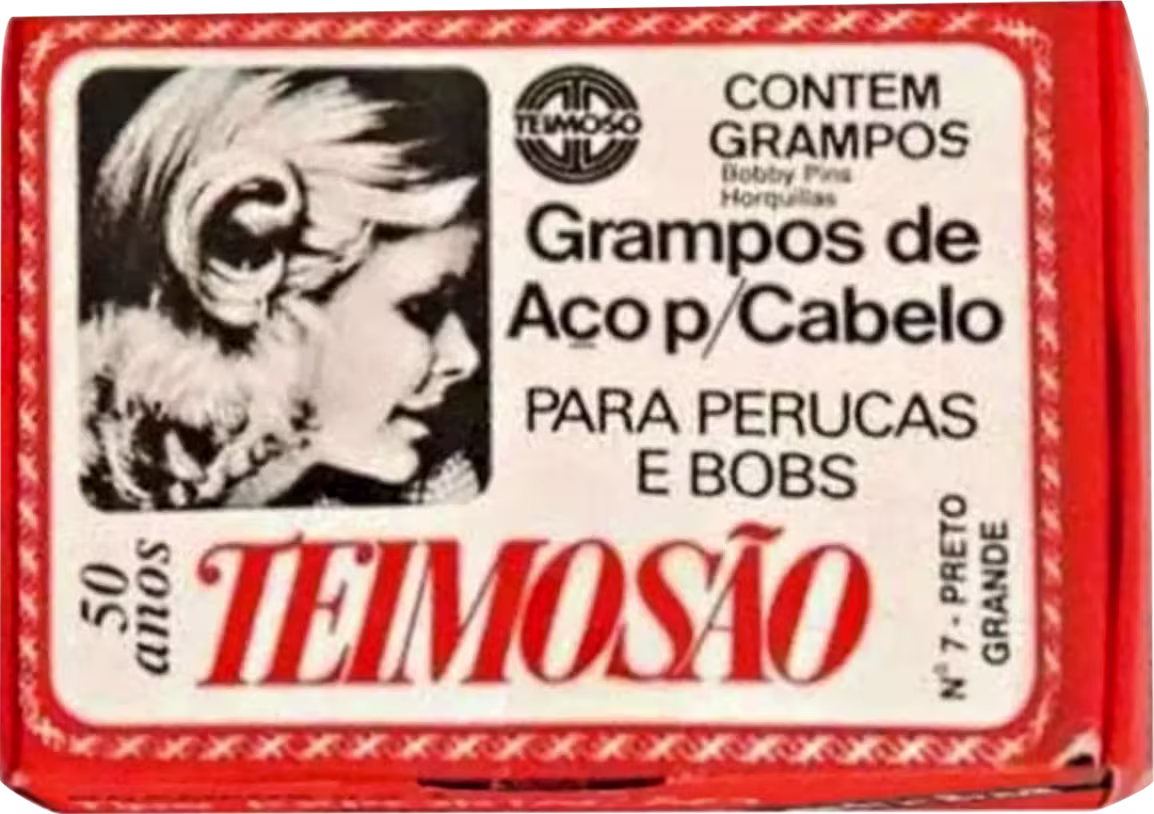 TEIMOSO
CONTEM
GRAMPOS
Bobby Pins
Horquillas
Grampos de
Aço p/Cabelo
PARA PERUCAS
E BOBS
50
anos
TEIMOSÃO
Nº 7 - PRETO
GRANDE